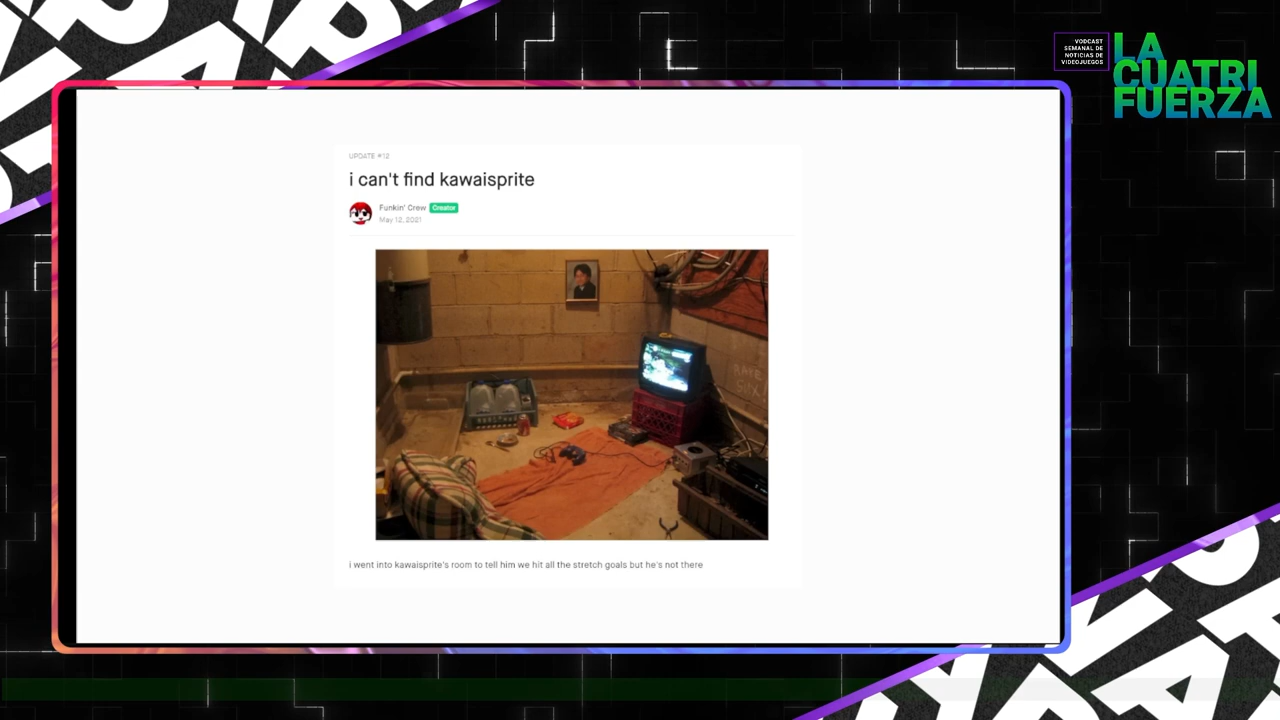 VODCAST
SEMANAL DE
NOTICIAS DE
VIDEOJUEGOS
LA
CUATRI
FUERZA
UPDATE #12
i can't find kawaisprite
Funkin' Crew Creator
May 12, 2021
i went into kawaisprite's room to tell him we hit all the stretch goals but he's not there